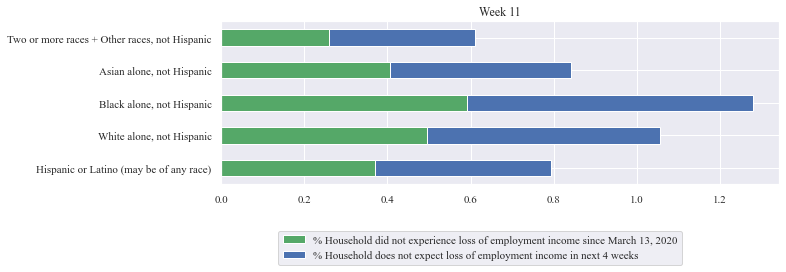 Week 11
Two or more races + Other races, not Hispanic
Asian alone, not Hispanic
Black alone, not Hispanic
White alone, not Hispanic
Hispanic or Latino (may be of any race)
0.0 0.2 0.4 0.6 0.8 1.0 1.2
% Household did not experience loss of employment income since March 13, 2020
% Household does not expect loss of employment income in next 4 weeks